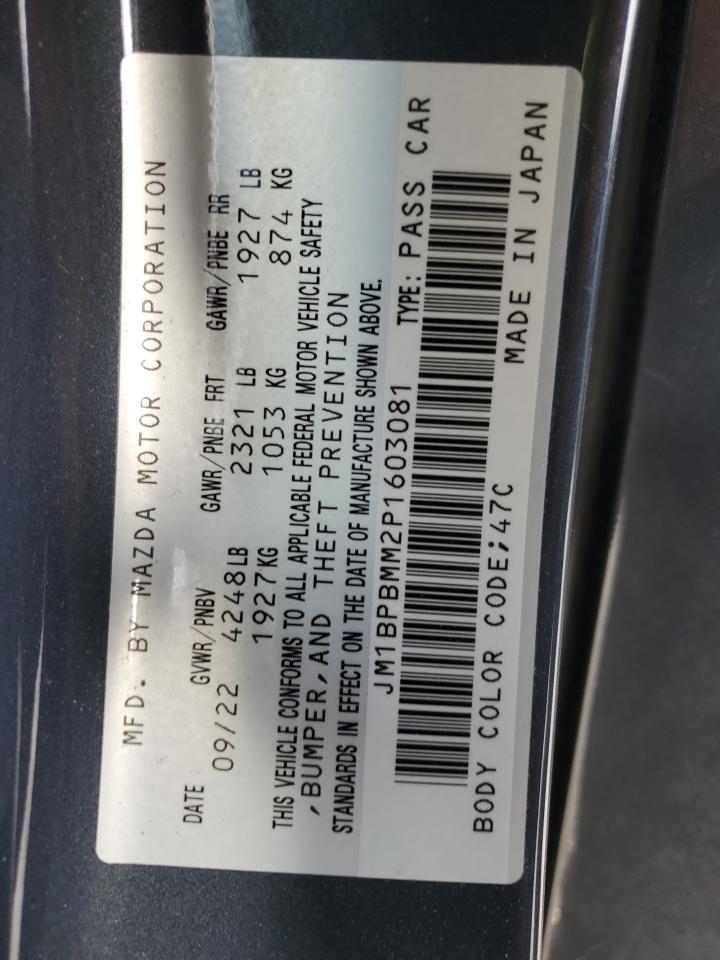 MFD. BY MAZDA MOTOR CORPORATION
DATE GVWR/PNBV GAWR/PNBE FRT GAWR/PNBE RR
09/22 4248LB 2321 LB 1927 LB
1927KG 1053 KG 874 KG
THIS VEHICLE CONFORMS TO ALL APPLICABLE FEDERAL MOTOR VEHICLE SAFETY
,BUMPER,AND THEFT PREVENTION
STANDARDS IN EFFECT ON THE DATE OF MANUFACTURE SHOWN ABOVE.
JM1BPBMM2P1603081 TYPE: PASS CAR
BODY COLOR CODE;47C MADE IN JAPAN